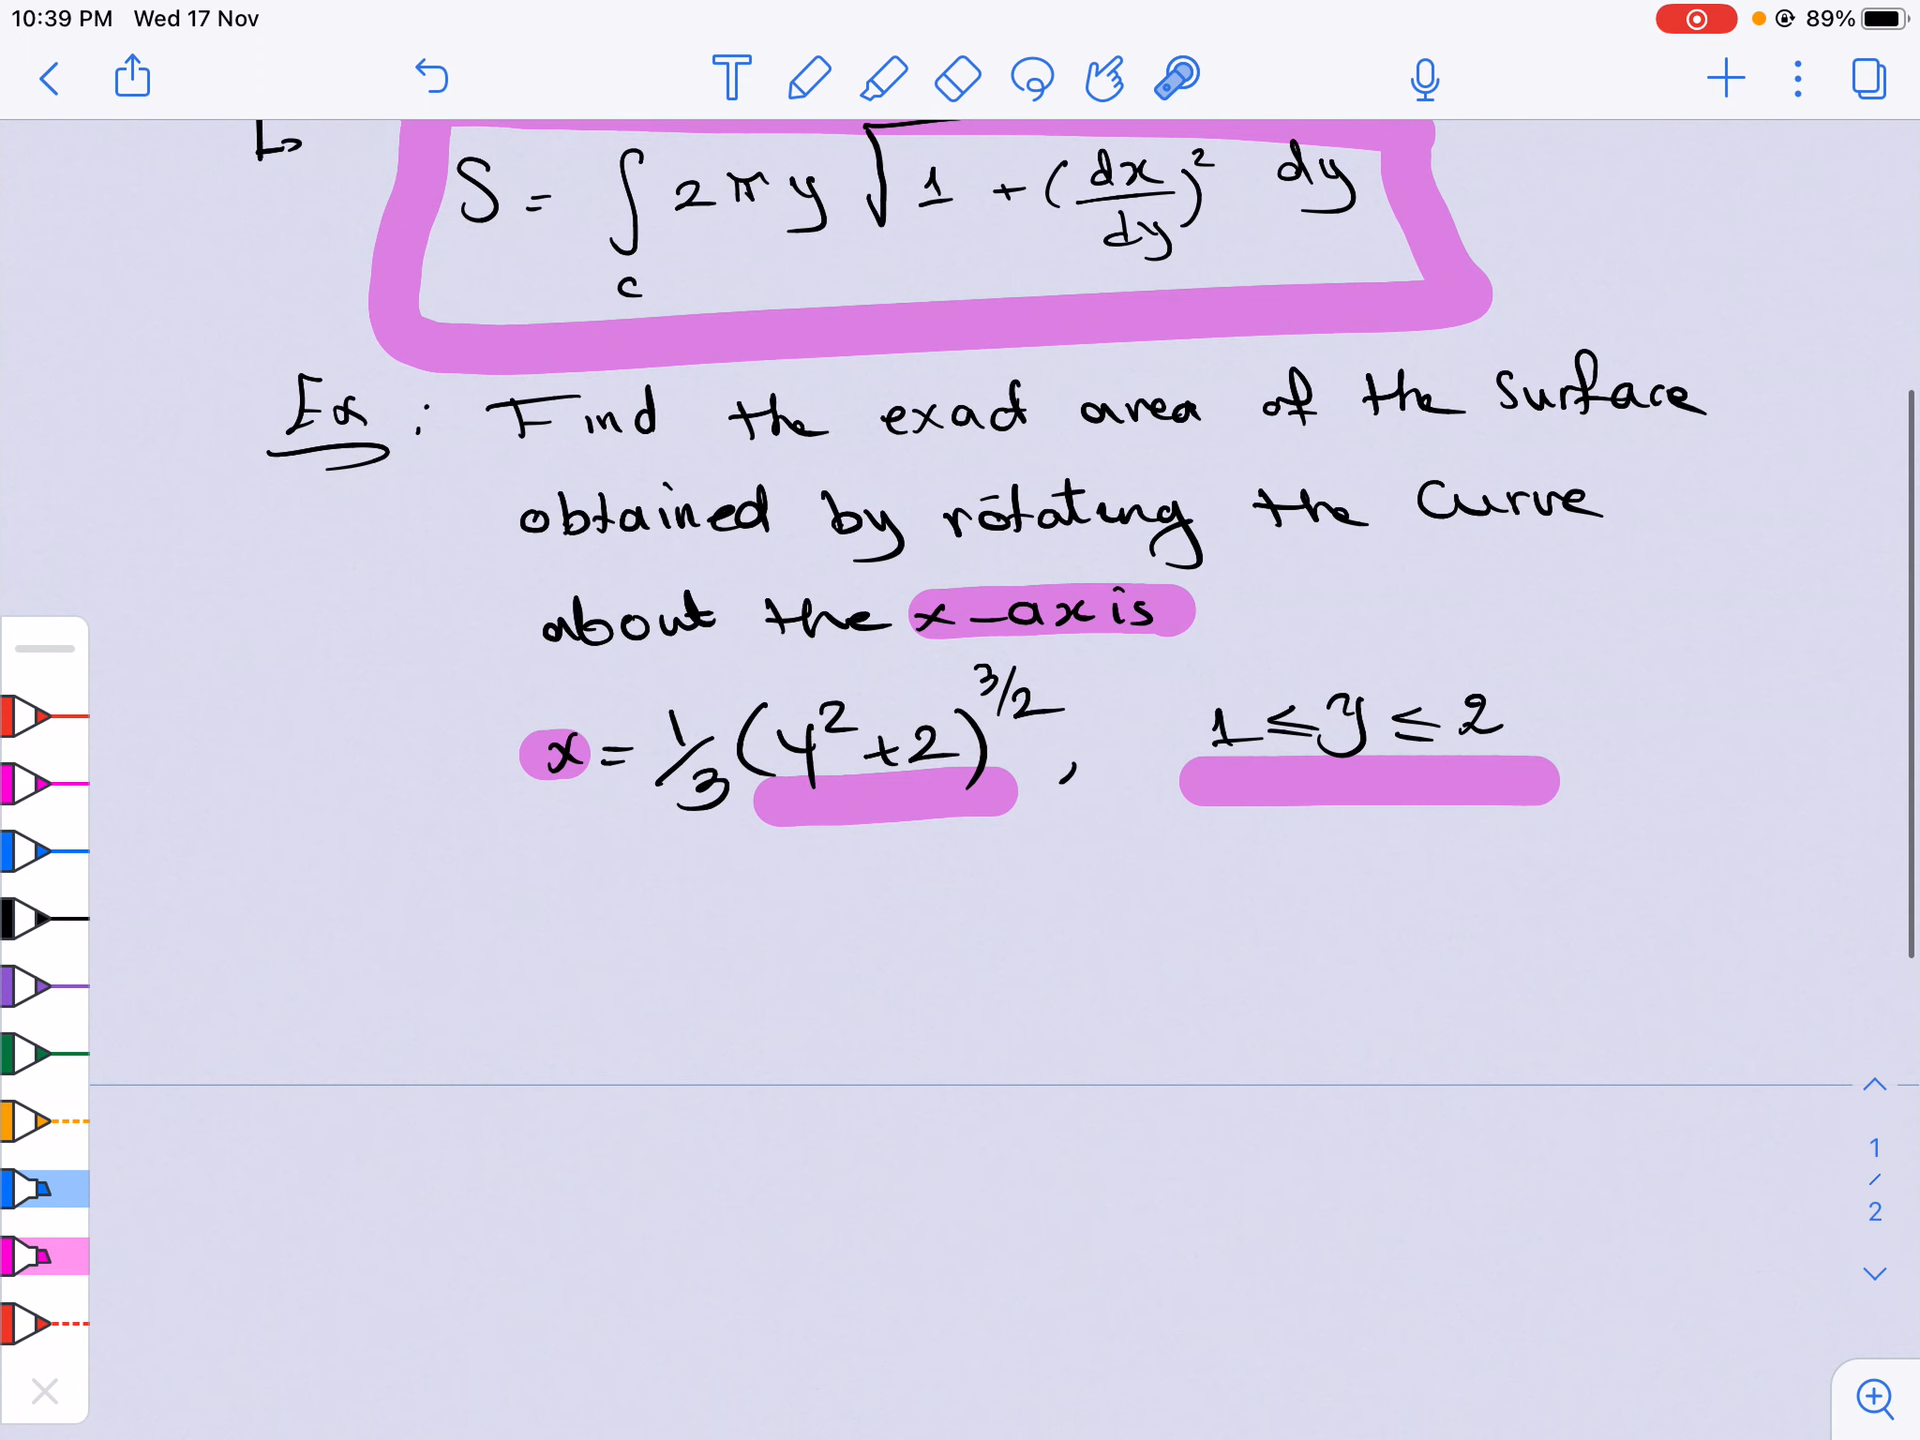 10:39 PM Wed 17 Nov 89%
S = ∫c 2πy √1 + (dx/dy)² dy
Ex : Find the exact area of the surface
obtained by rotating the curve
about the x-axis
x = 1/3 (y² + 2)^3/2 , 1 ≤ y ≤ 2
1
/
2